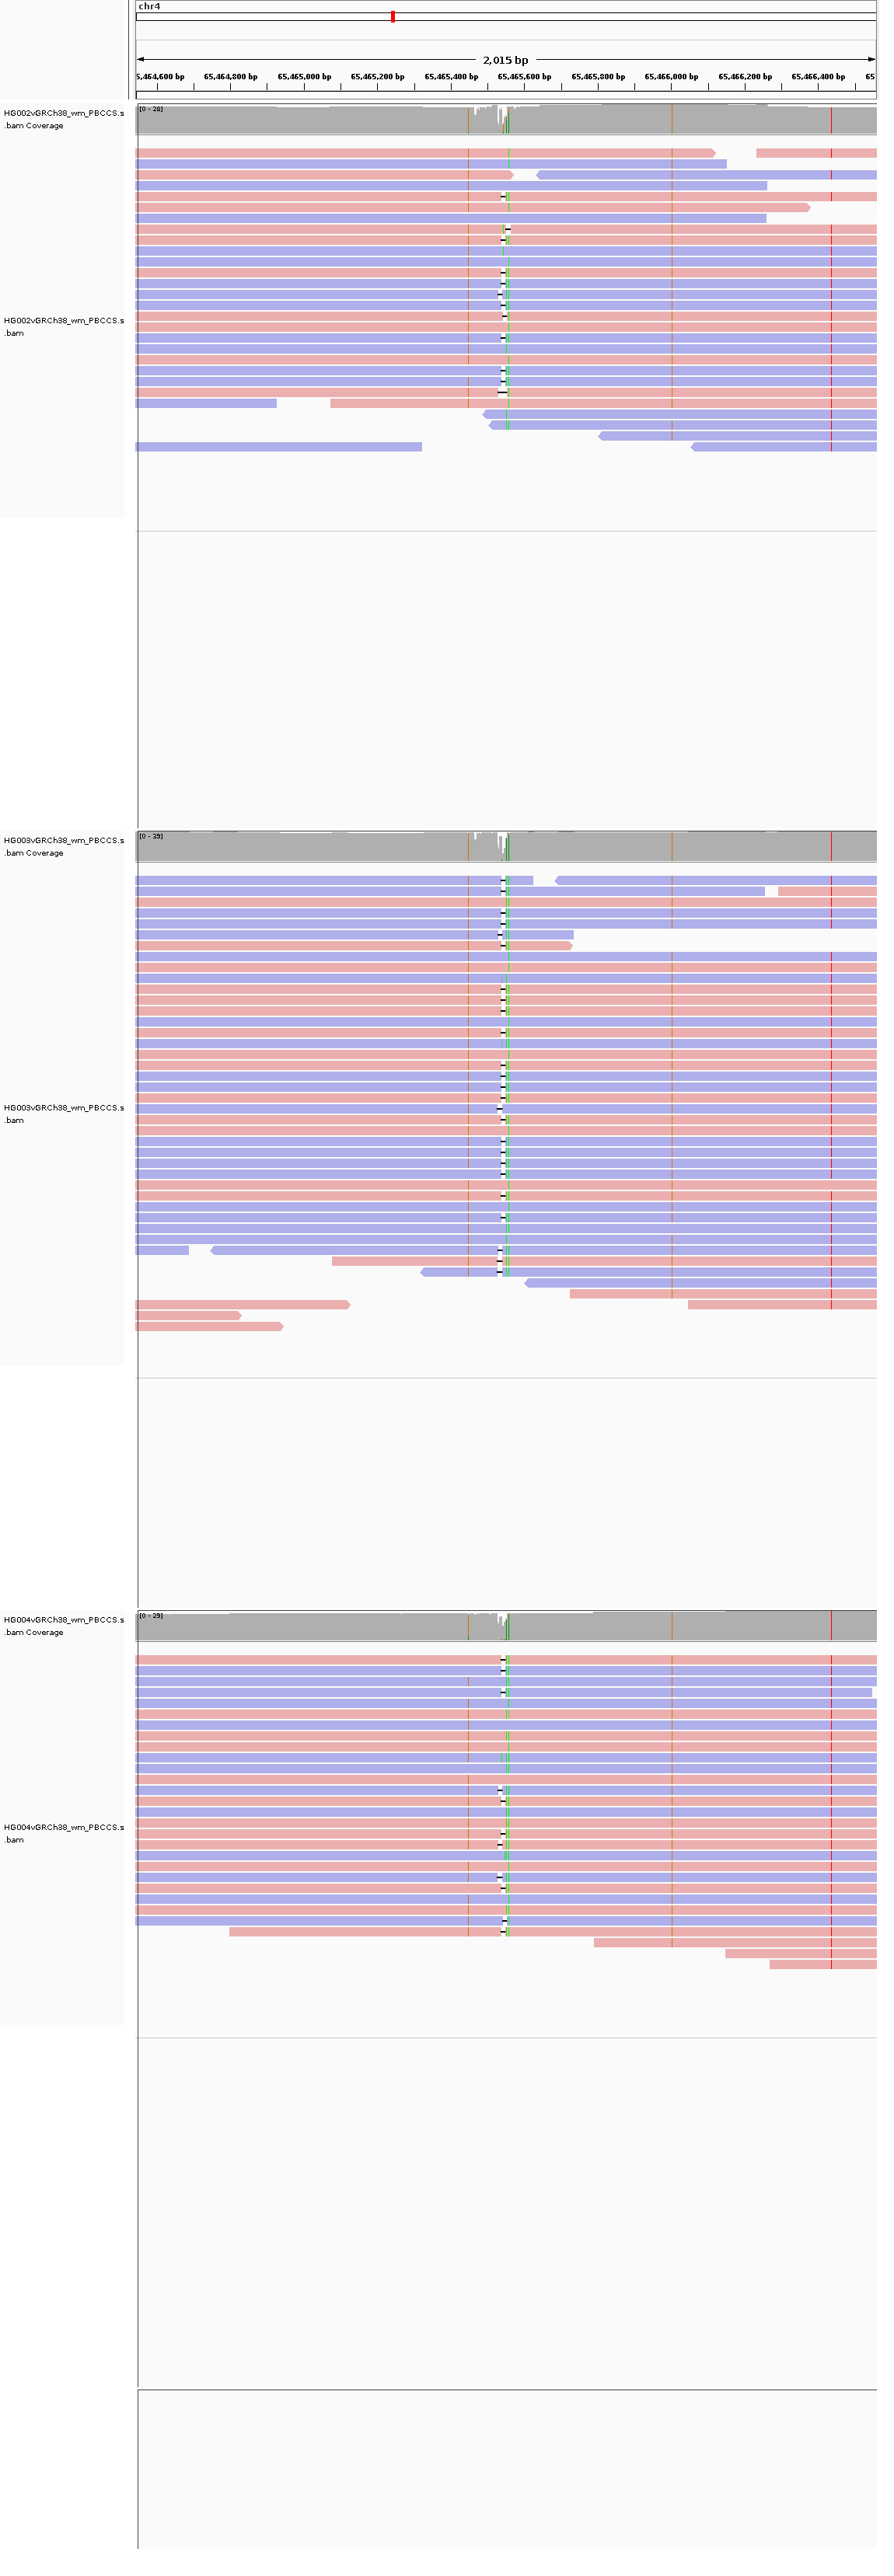 chr4
2,015 bp
5,464,600 bp 65,464,800 bp 65,465,000 bp 65,465,200 bp 65,465,400 bp 65,465,600 bp 65,465,800 bp 65,466,000 bp 65,466,200 bp 65,466,400 bp 65
HG002vGRCh38_wm_PBCCS.s
.bam Coverage
[0 - 28]
HG002vGRCh38_wm_PBCCS.s
.bam
HG003vGRCh38_wm_PBCCS.s
.bam Coverage
[0 - 39]
HG003vGRCh38_wm_PBCCS.s
.bam
HG004vGRCh38_wm_PBCCS.s
.bam Coverage
[0 - 29]
HG004vGRCh38_wm_PBCCS.s
.bam